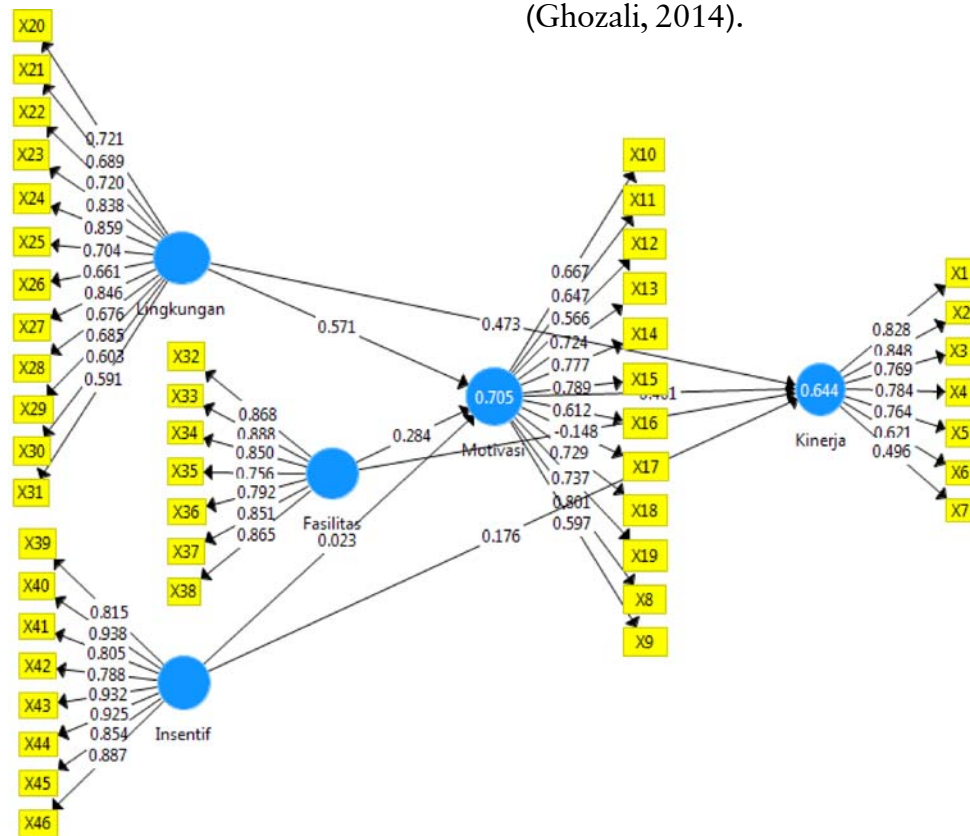 (Ghozali, 2014).
X20
X21
X22
X23
X24
X25
X26
X27
X28
X29
X30
X31
0.721
0.689
0.720
0.838
0.859
0.704
0.661
0.846
0.676
0.685
0.603
0.591
Lingkungan
0.571
0.473
X32
X33
X34
X35
X36
X37
X38
0.868
0.888
0.850
0.756
0.792
0.851
0.865
Fasilitas
0.284
-0.148
X39
X40
X41
X42
X43
X44
X45
X46
0.815
0.938
0.805
0.788
0.932
0.925
0.854
0.887
Insentif
0.023
0.176
0.705
Motivasi
0.667
0.647
0.566
0.724
0.777
0.789
0.612
0.729
0.737
0.801
0.597
X10
X11
X12
X13
X14
X15
X16
X17
X18
X19
X8
X9
0.644
Kinerja
0.828
0.848
0.769
0.784
0.764
0.621
0.496
X1
X2
X3
X4
X5
X6
X7